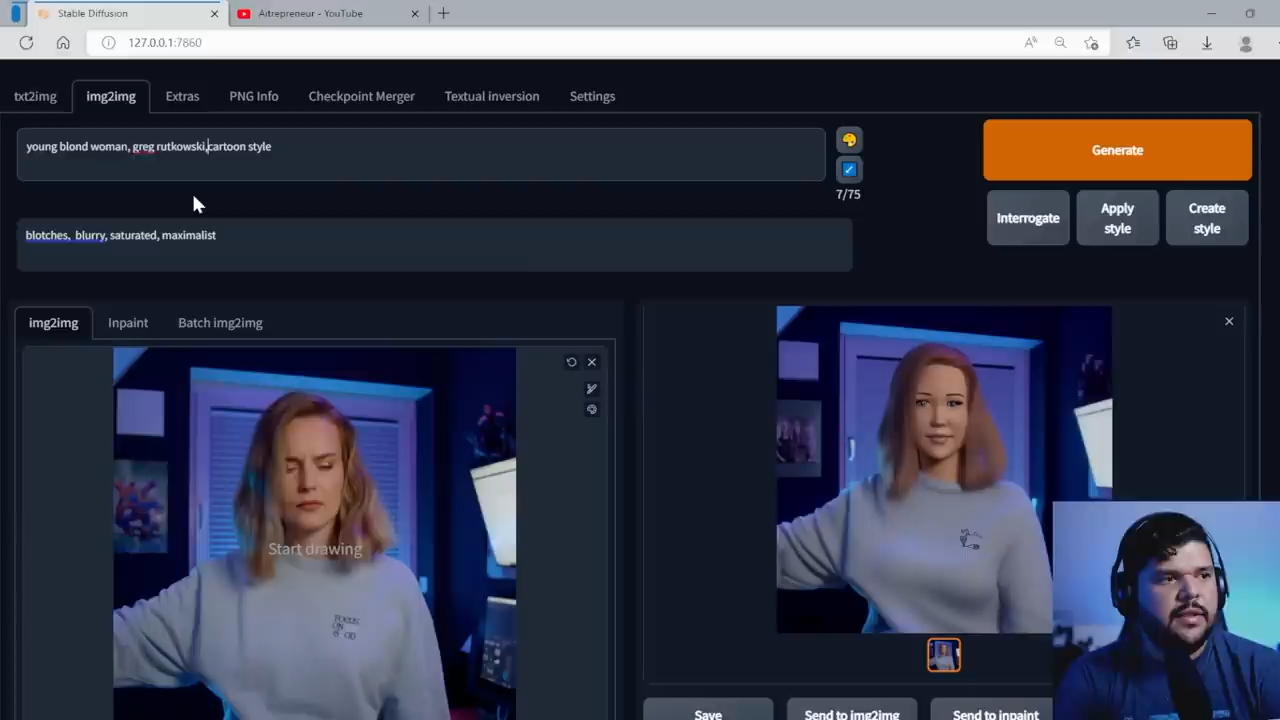 Stable Diffusion
Aitrepreneur - YouTube
127.0.0.1:7860
txt2img
img2img
Extras
PNG Info
Checkpoint Merger
Textual inversion
Settings
young blond woman, greg rutkowski,cartoon style
7/75
Generate
Interrogate
Apply
style
Create
style
blotches, blurry, saturated, maximalist
img2img
Inpaint
Batch img2img
Start drawing
FOCUS
ON
Save
Send to img2img
Send to inpaint